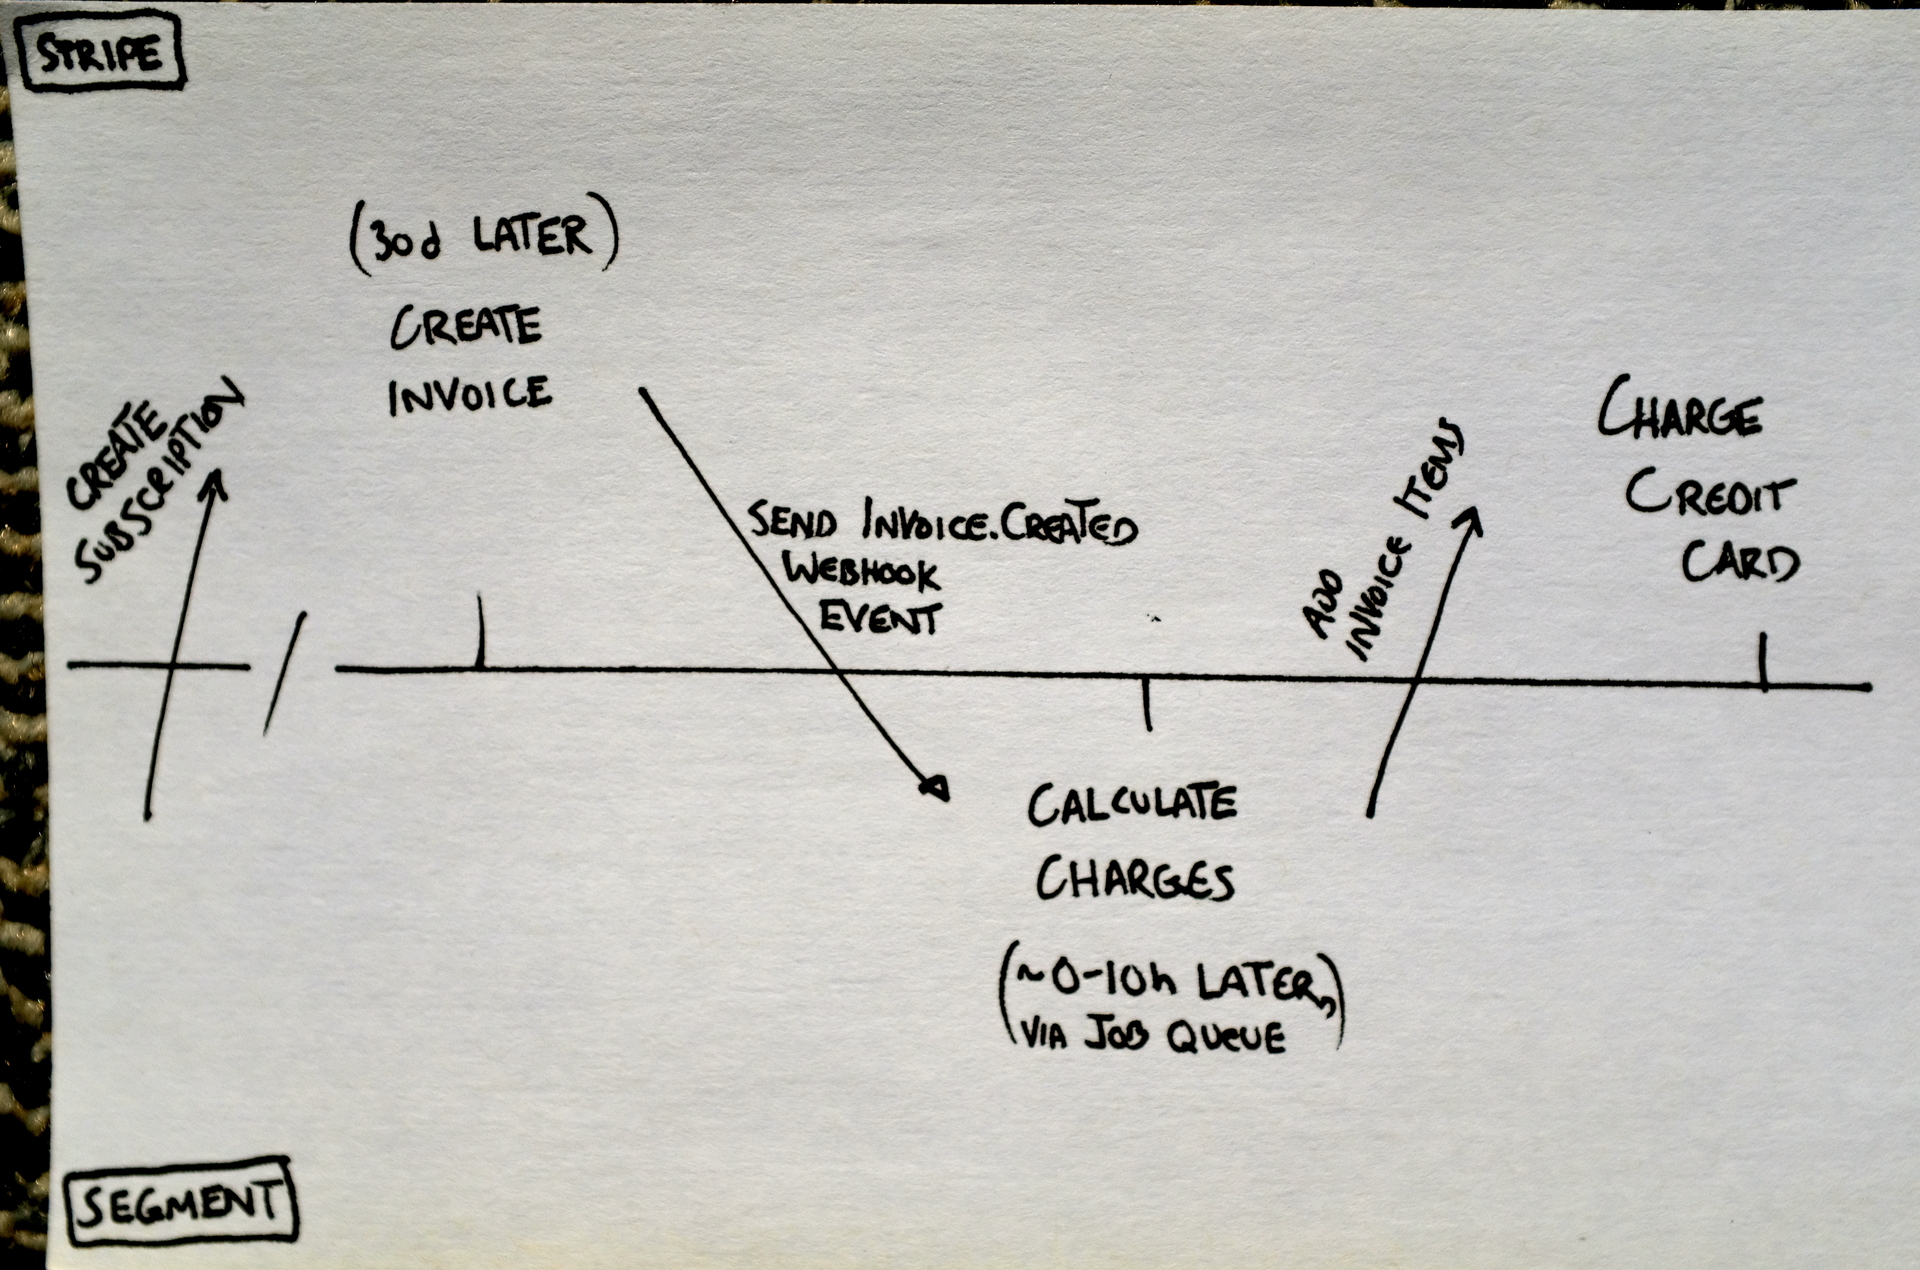 STRIPE
(30d LATER)
CREATE
INVOICE
CREATE
SUBSCRIPTION
SEND INVOICE.CREATED
WEBHOOK
EVENT
ADD
INVOICE ITEMS
CHARGE
CREDIT
CARD
CALCULATE
CHARGES
(~0-10h LATER,
VIA JOB QUEUE)
SEGMENT